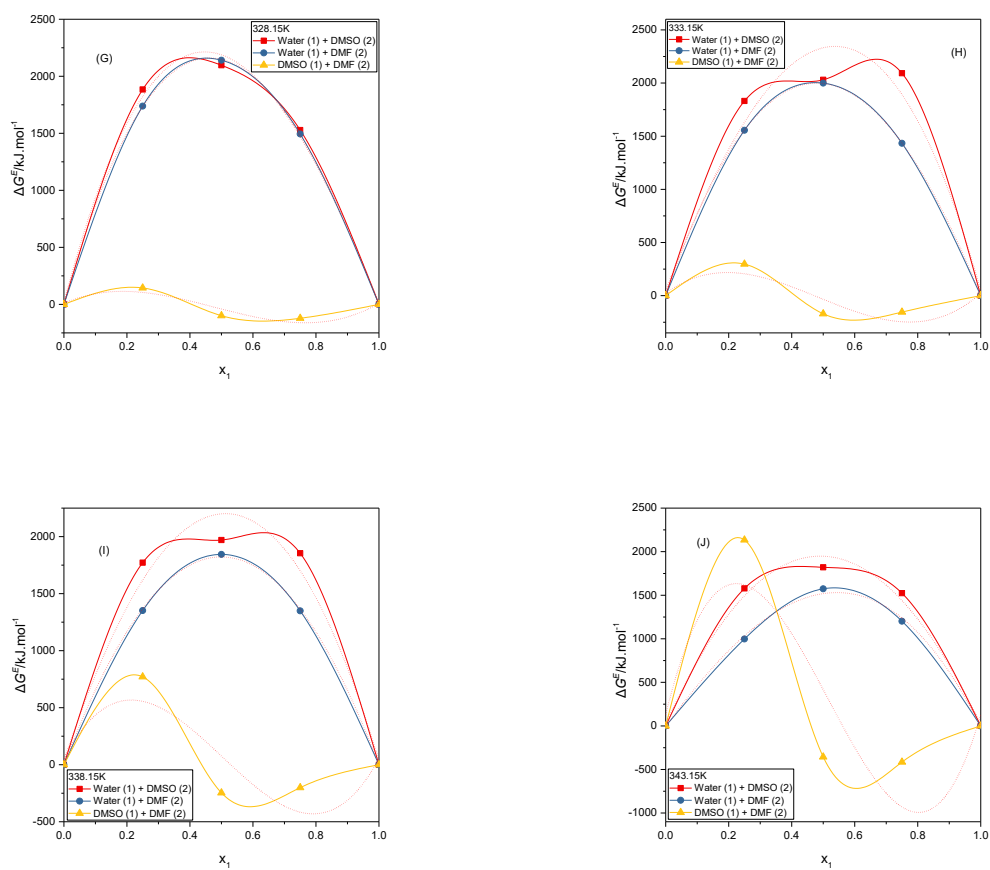 (G)
328.15K
Water (1) + DMSO (2)
Water (1) + DMF (2)
DMSO (1) + DMF (2)
2500
2000
1500
1000
500
0
ΔG^E/kJ.mol^-1
0.0 0.2 0.4 0.6 0.8 1.0
x_1
(H)
333.15K
Water (1) + DMSO (2)
Water (1) + DMF (2)
DMSO (1) + DMF (2)
2500
2000
1500
1000
500
0
ΔG^E/kJ.mol^-1
0.0 0.2 0.4 0.6 0.8 1.0
x_1
(I)
2000
1500
1000
500
0
-500
ΔG^E/kJ.mol^-1
338.15K
Water (1) + DMSO (2)
Water (1) + DMF (2)
DMSO (1) + DMF (2)
0.0 0.2 0.4 0.6 0.8 1.0
x_1
(J)
2500
2000
1500
1000
500
0
-500
-1000
ΔG^E/kJ.mol^-1
343.15K
Water (1) + DMSO (2)
Water (1) + DMF (2)
DMSO (1) + DMF (2)
0.0 0.2 0.4 0.6 0.8 1.0
x_1